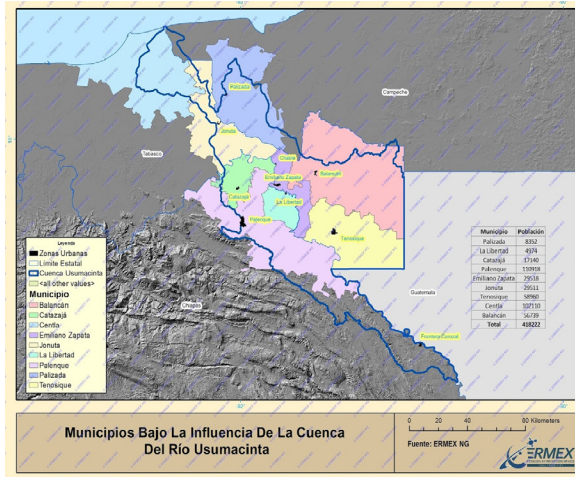 Palizada
Campeche
Jonuta
Tabasco
Chablé
Emiliano Zapata
Balancán
Catazajá
La Libertad
Palenque
Tenosique
Chiapas
Guatemala
Frontera Corozal
Leyenda
Zonas Urbanas
Límite Estatal
Cuenca Usumacinta
<all other values>
Municipio
Balancán
Catazajá
Centla
Emiliano Zapata
Jonuta
La Libertad
Palenque
Palizada
Tenosique
Municipio Población
Palizada 8352
La Libertad 4974
Catazajá 17140
Palenque 110918
Emiliano Zapata 29518
Jonuta 29511
Tenosique 58960
Centla 102110
Balancán 56739
Total 418222
Municipios Bajo La Influencia De La Cuenca
Del Río Usumacinta
0 20 40 80 Kilometers
Fuente: ERMEX NG
ERMEX